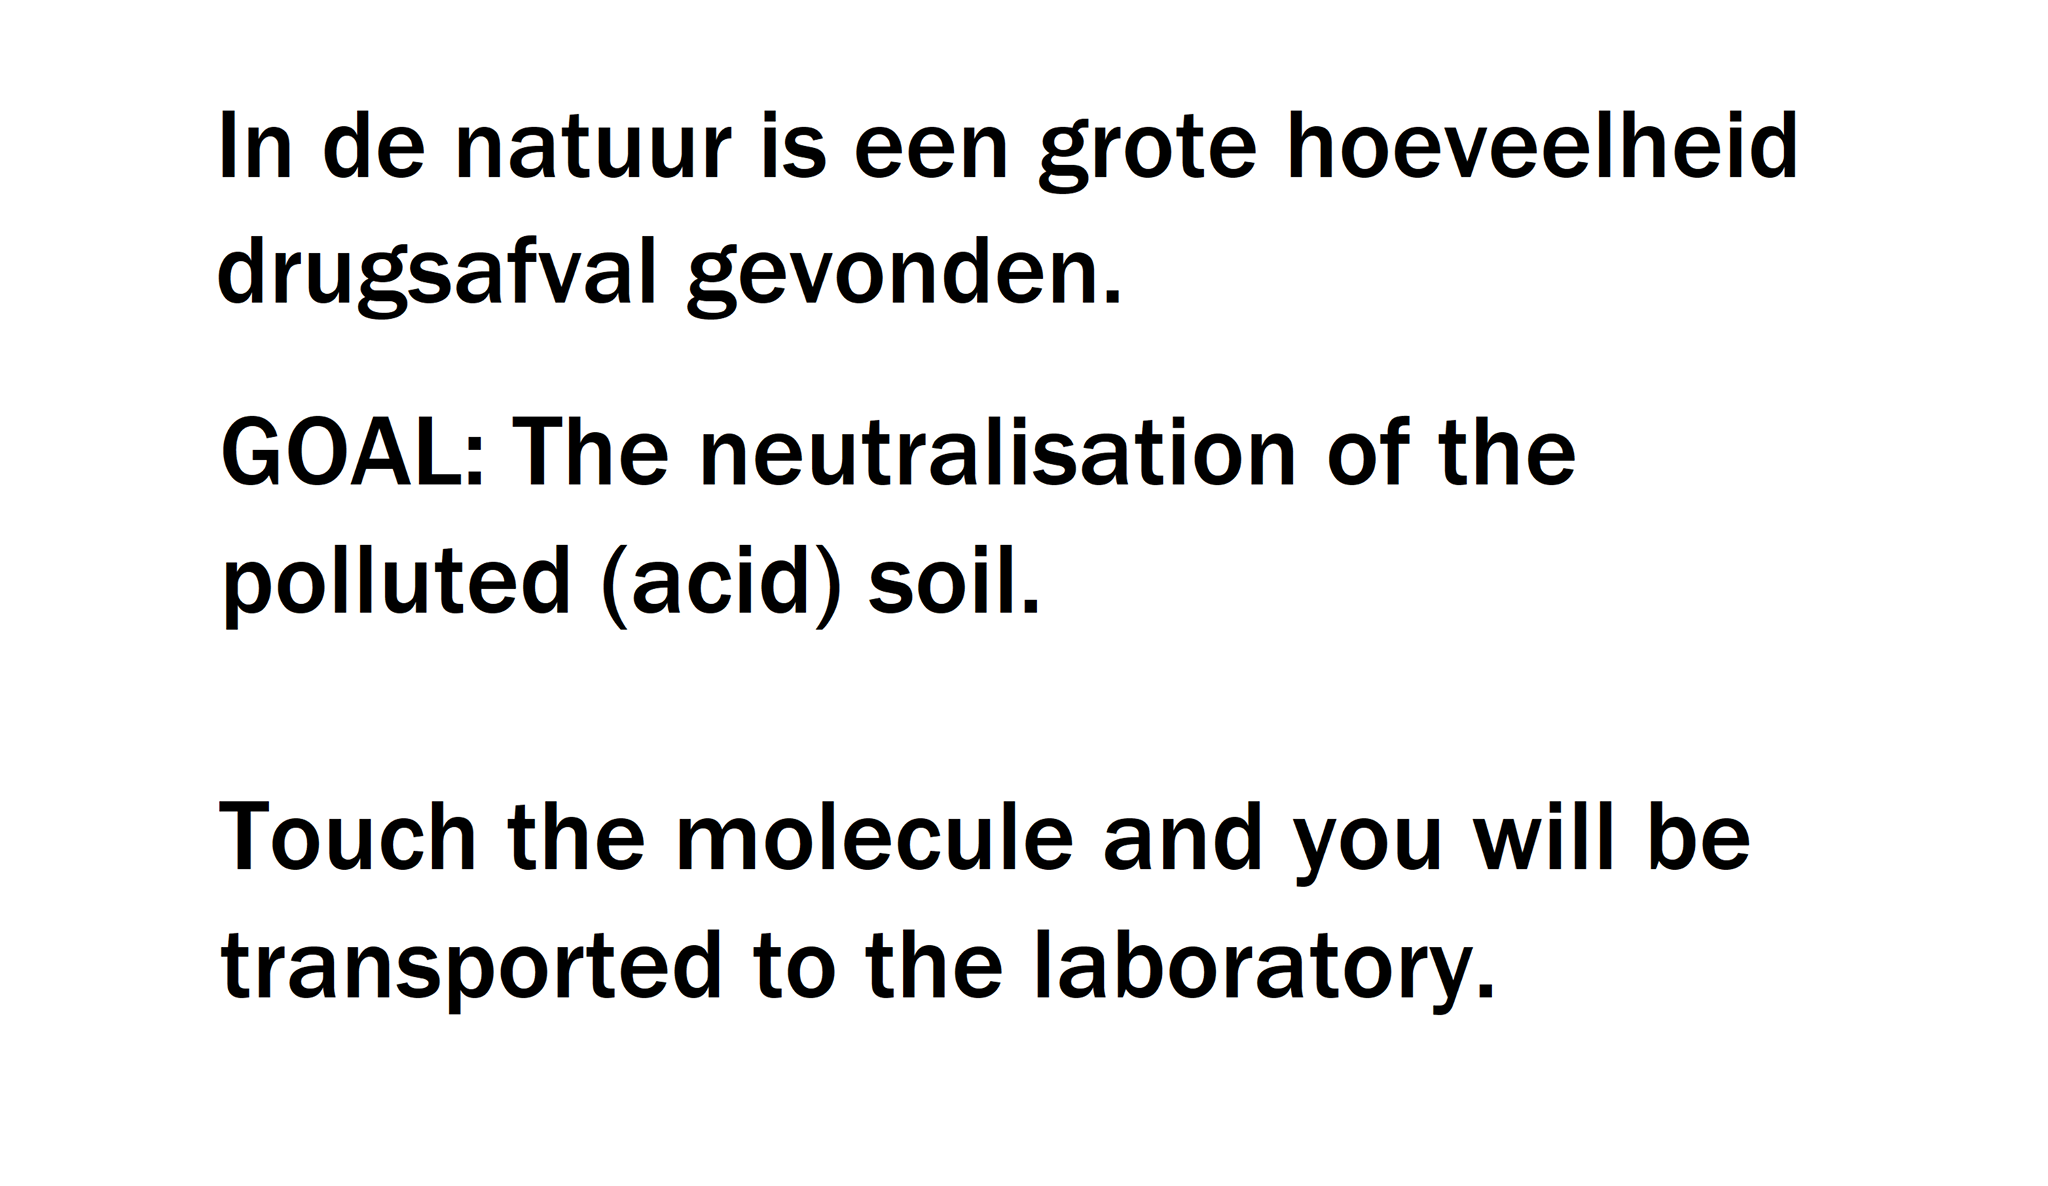 In de natuur is een grote hoeveelheid
drugsafval gevonden.
GOAL: The neutralisation of the
polluted (acid) soil.
Touch the molecule and you will be
transported to the laboratory.